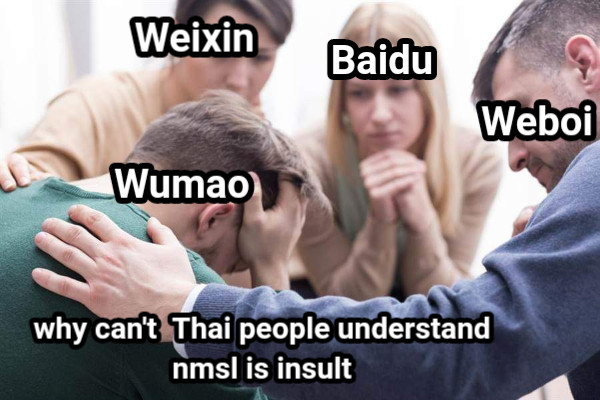 Weixin
Baidu
Weboi
Wumao
why can't Thai people understand
nmsl is insult